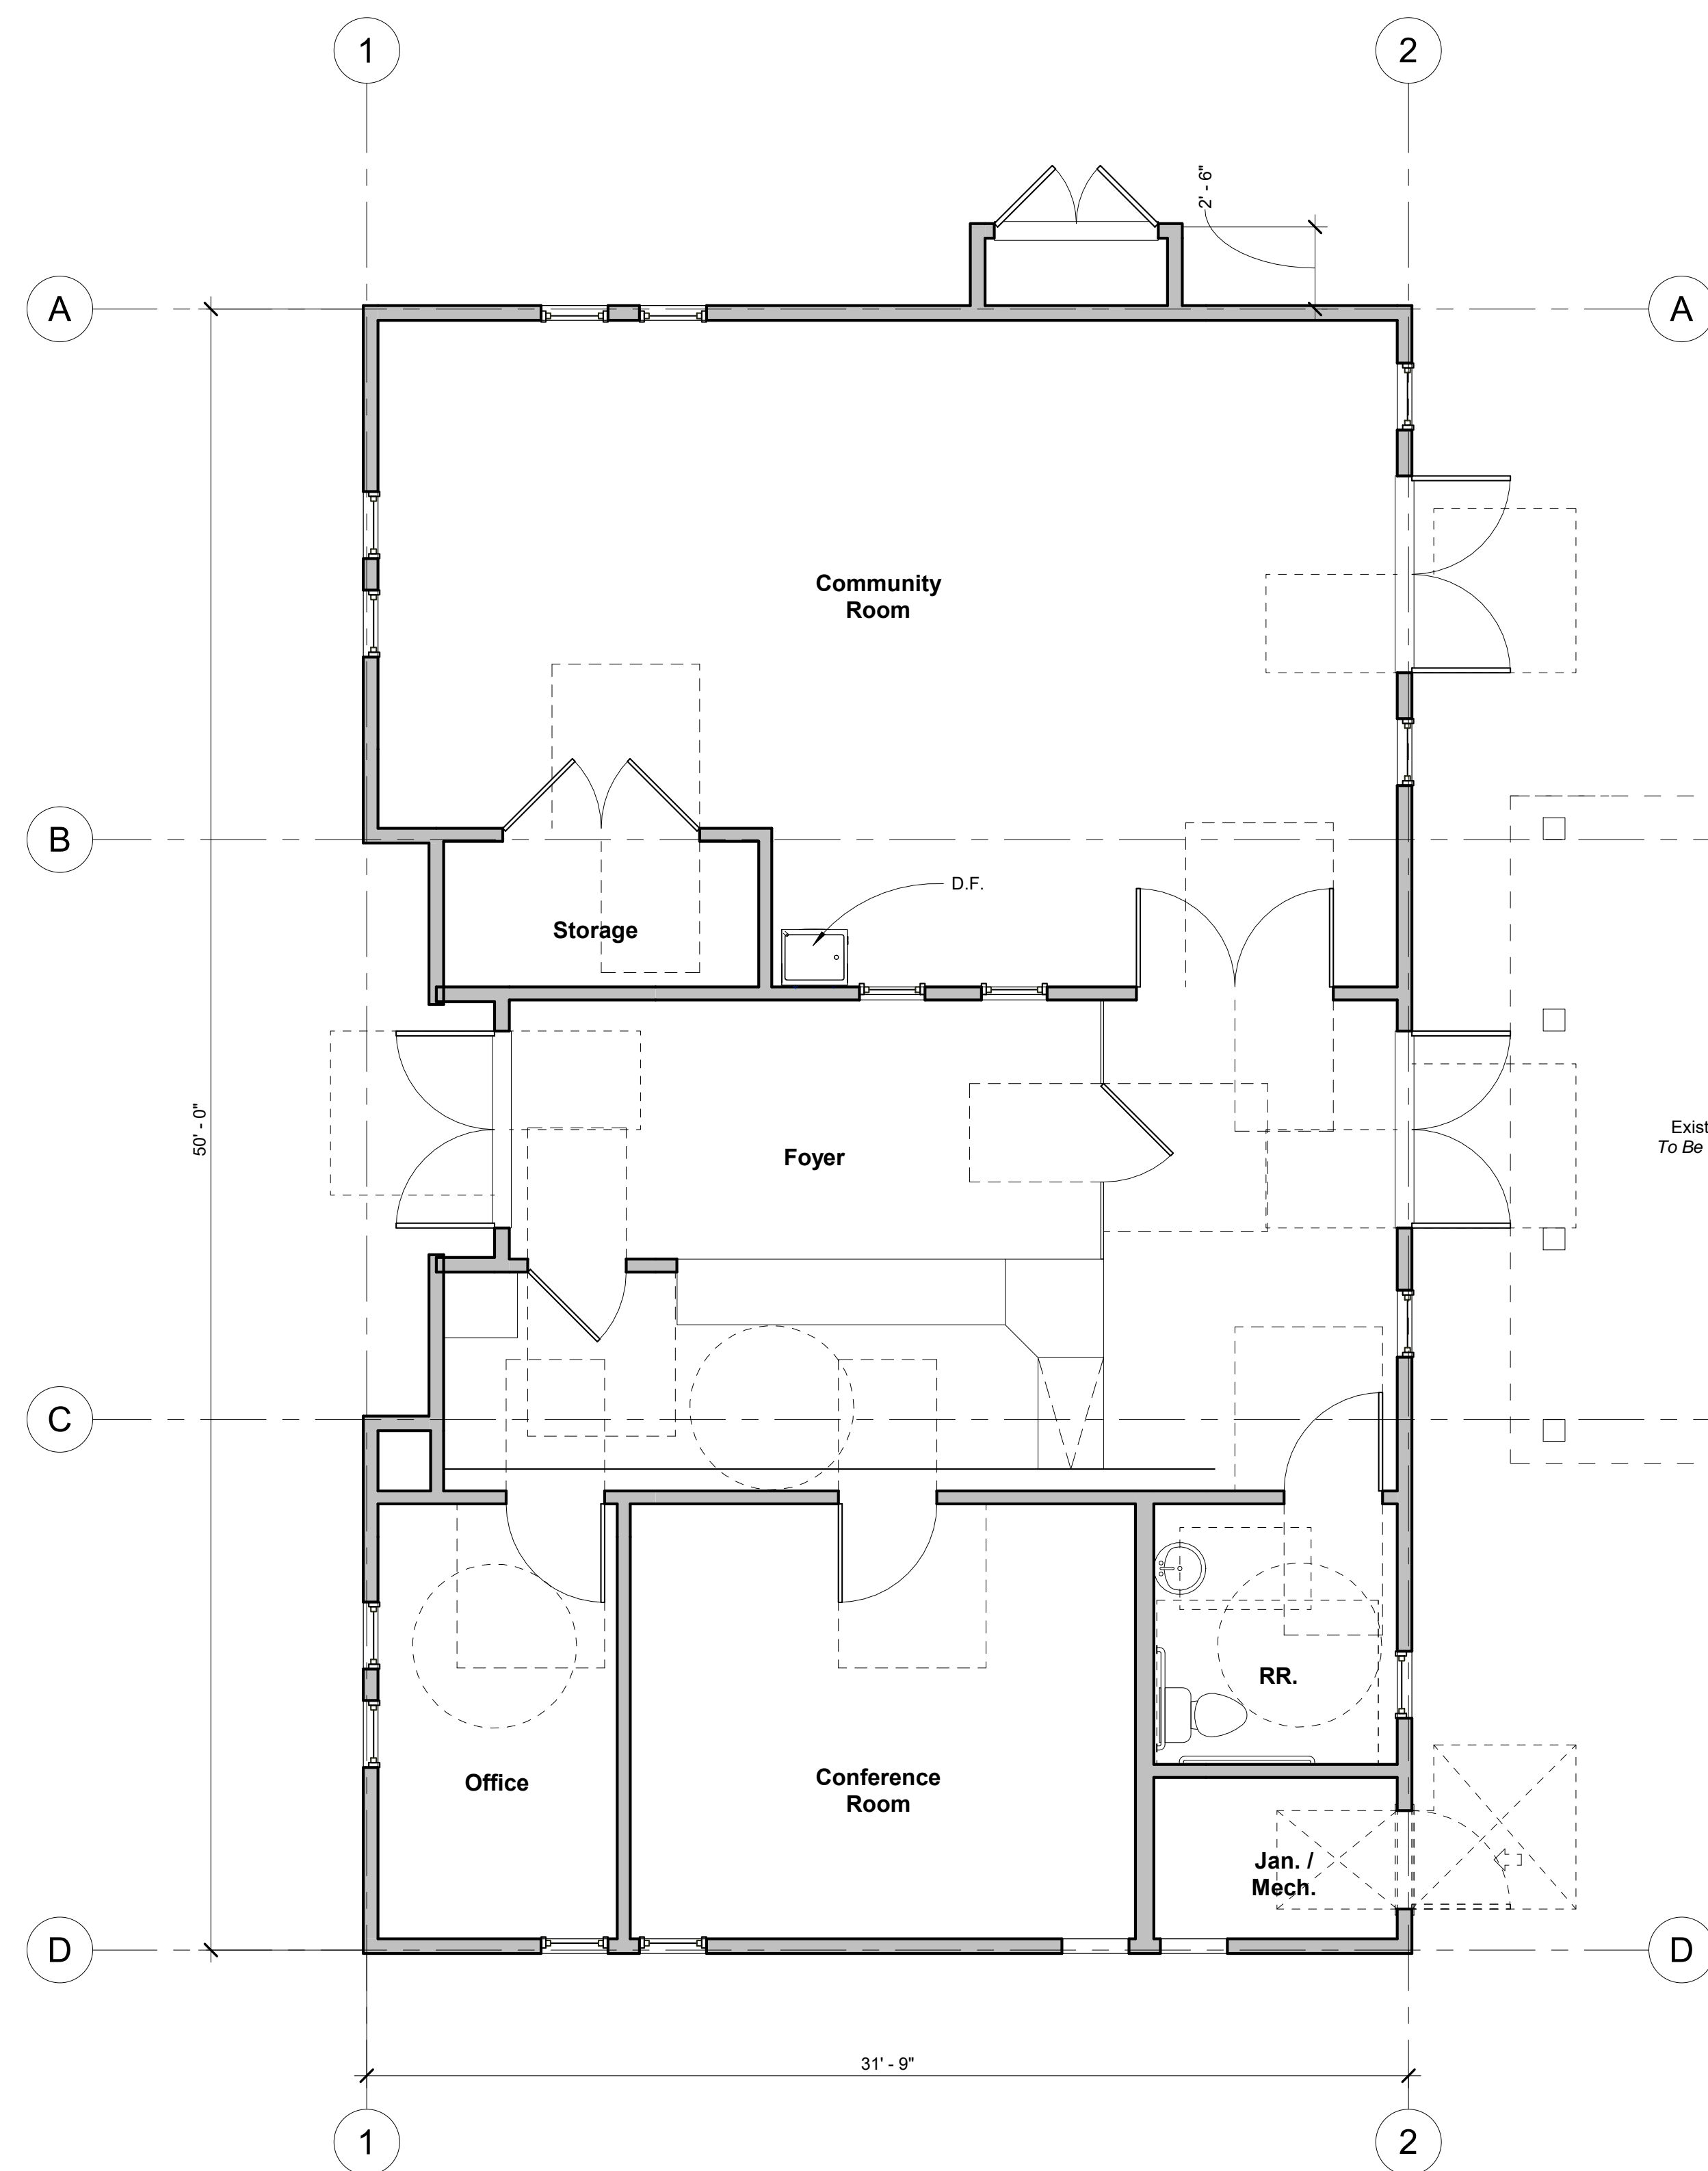 1
2
2' - 6"
A
A
Community
Room
B
D.F.
Storage
50' - 0"
Exist
To Be
Foyer
C
RR.
Office
Conference
Room
Jan. /
Mech.
D
D
31' - 9"
1
2